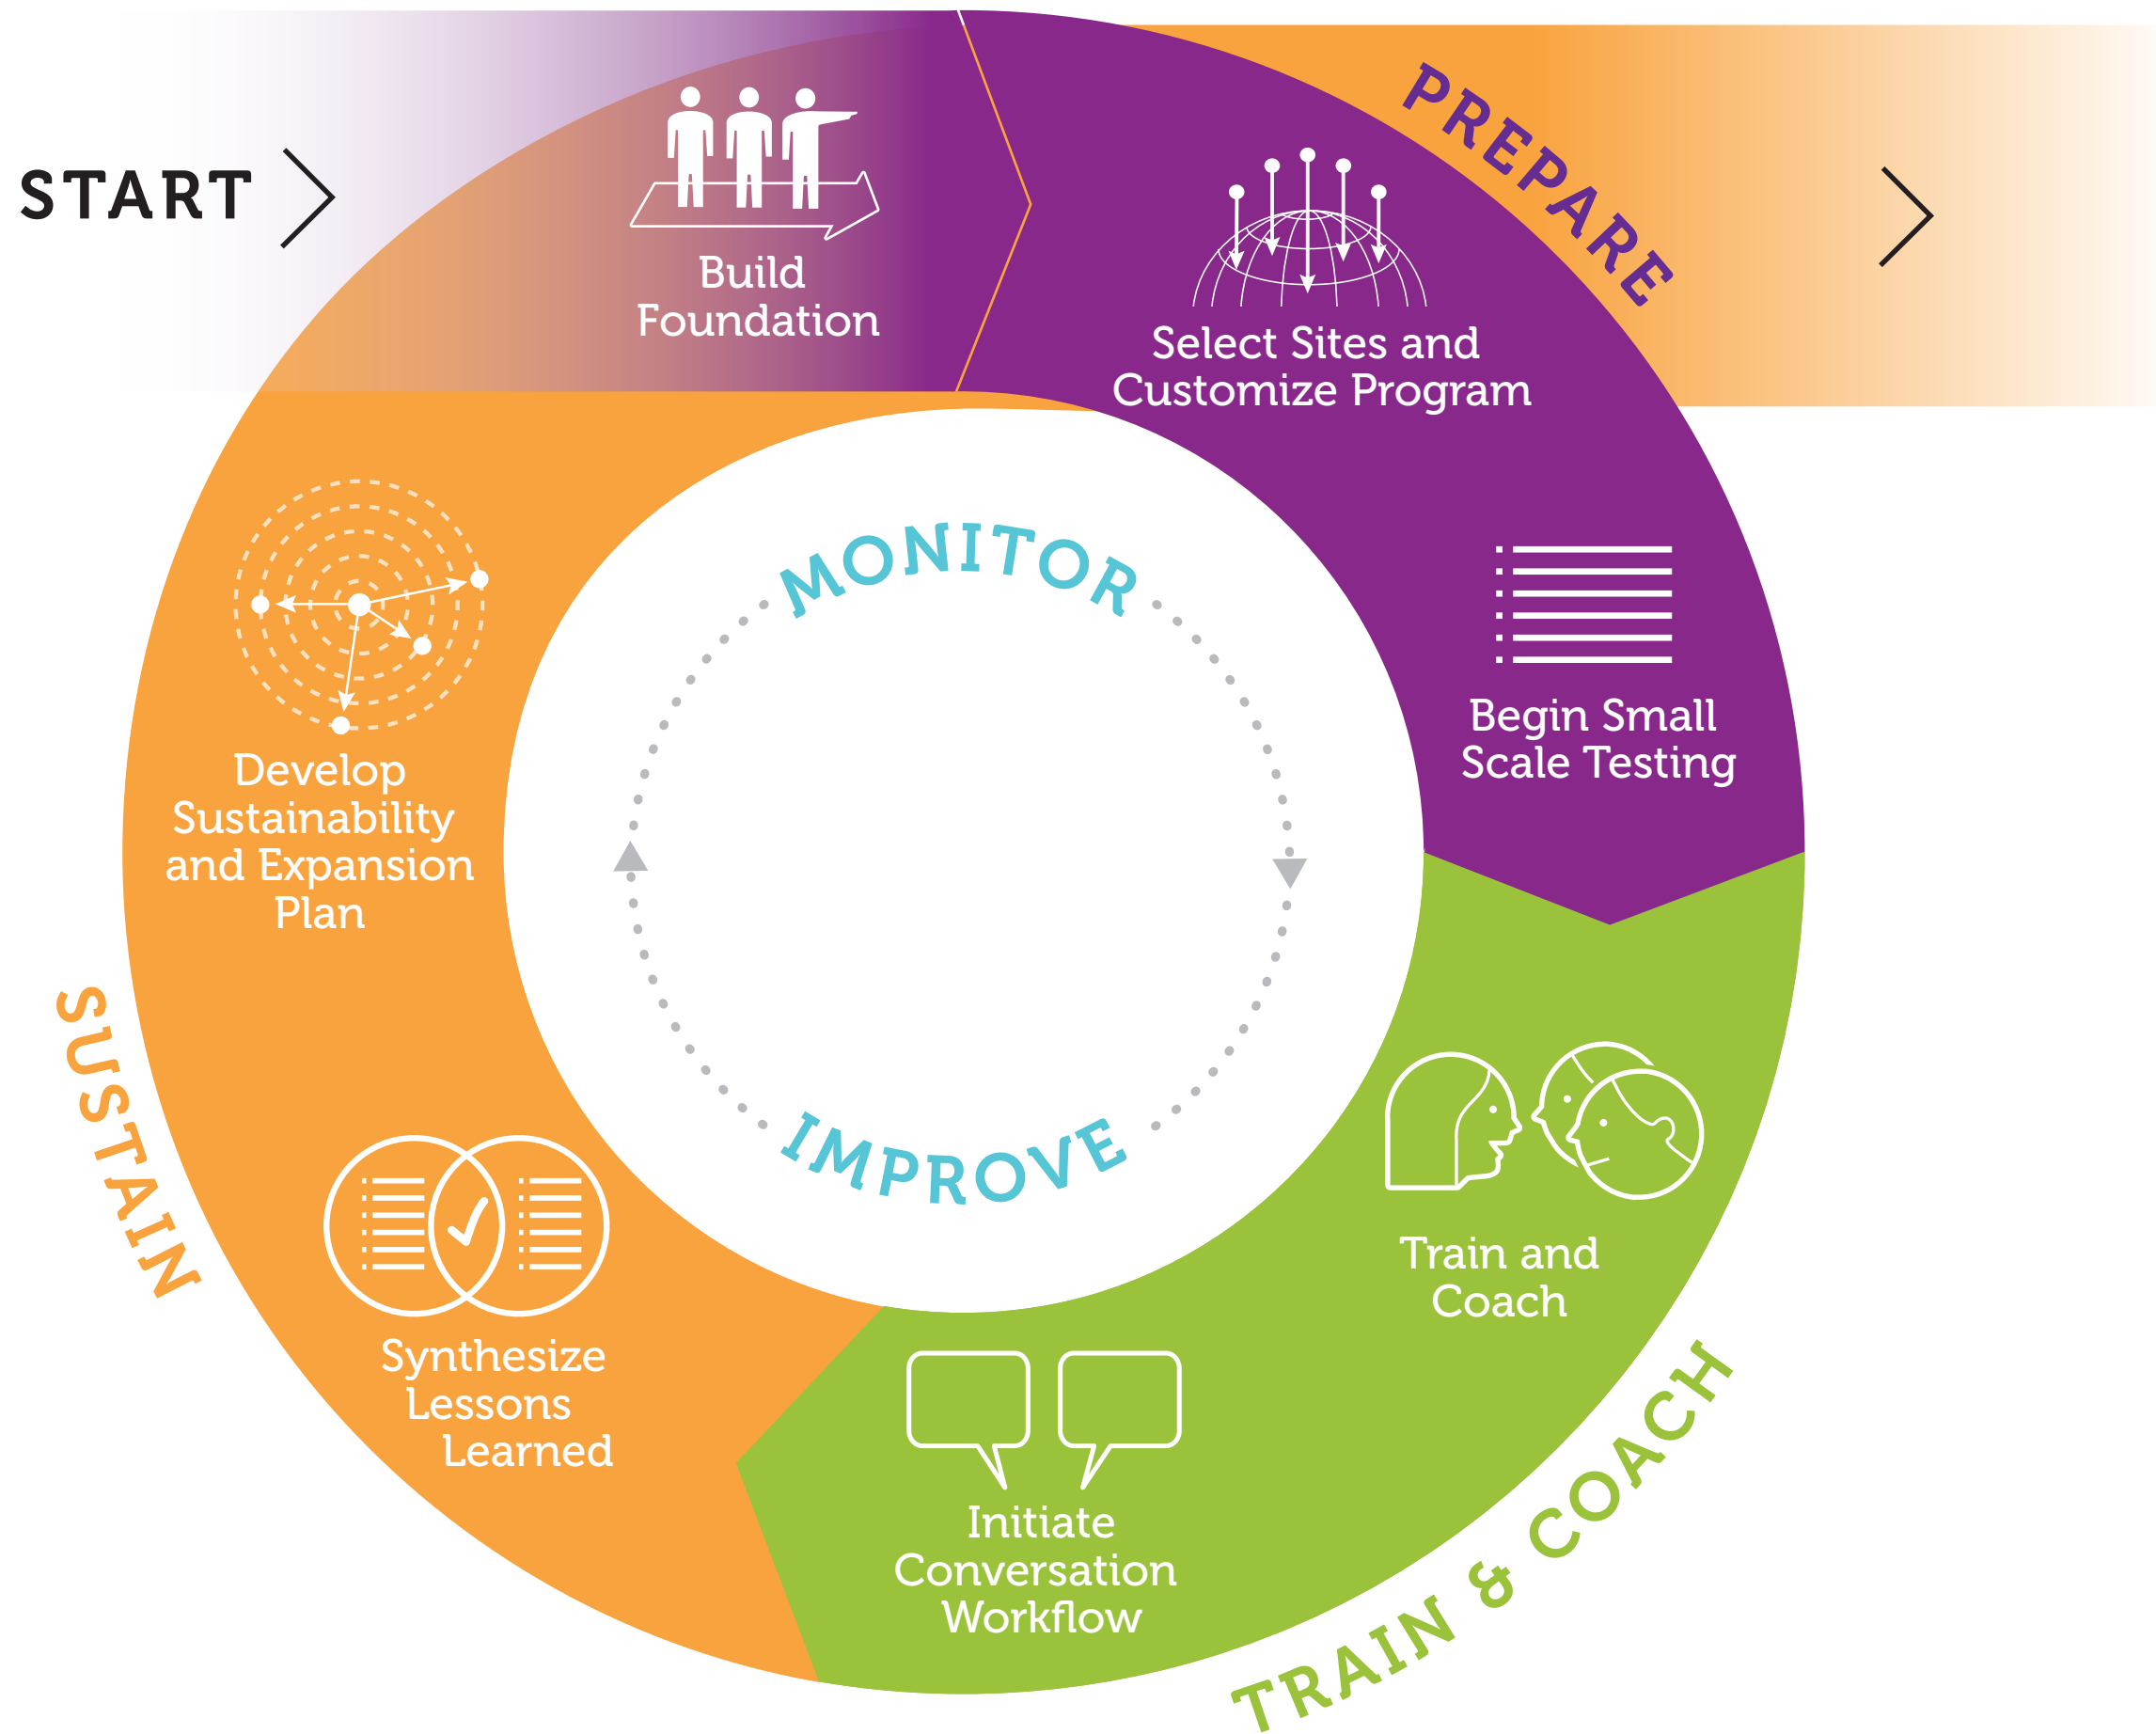 START
PREPARE
Build
Foundation
Select Sites and
Customize Program
Begin Small
Scale Testing
MONITOR
IMPROVE
Develop
Sustainability
and Expansion
Plan
SUSTAIN
Synthesize
Lessons
Learned
Train and
Coach
Initiate
Conversation
Workflow
TRAIN & COACH